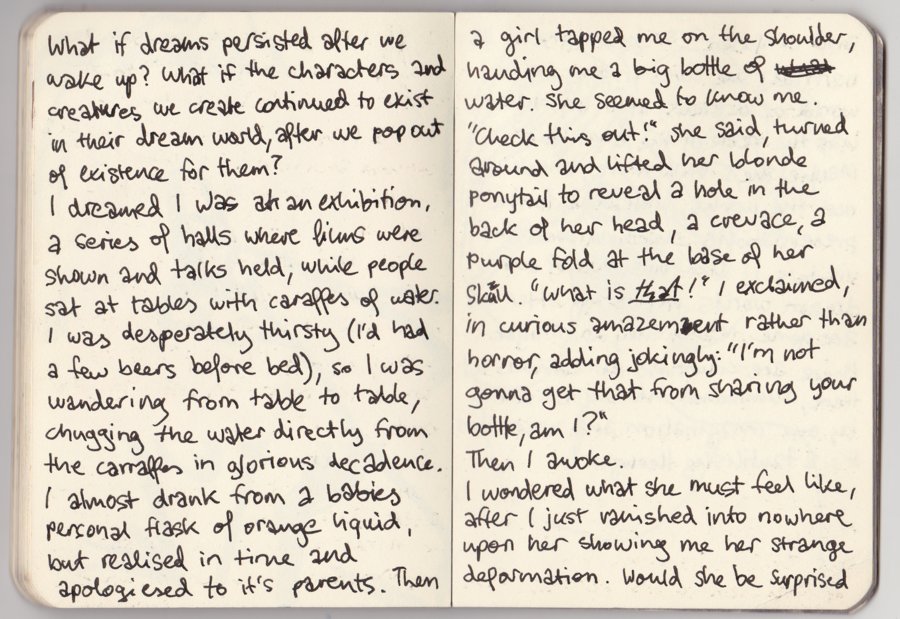 What if dreams persisted after we
wake up? What if the characters and
creatures we create continued to exist
in their dream world, after we pop out
of existence for them?
I dreamed I was at an exhibition,
a series of halls where films were
shown and talks held, while people
sat at tables with caraffes of water.
I was desperately thirsty (I'd had
a few beers before bed), so I was
wandering from table to table,
chugging the water directly from
the carraffes in glorious decadence.
I almost drank from a babies
personal flask of orange liquid,
but realised in time and
apologiesed to it's parents. Then
a girl tapped me on the shoulder,
handing me a big bottle of
water. She seemed to know me.
"Check this out!" she said, turned
around and lifted her blonde
ponytail to reveal a hole in the
back of her head, a crevace, a
purple fold at the base of her
skull. "What is that!" I exclaimed,
in curious amazement rather than
horror, adding jokingly: "I'm not
gonna get that from sharing your
bottle, am I?"
Then I awoke.
I wondered what she must feel like,
after I just vanished into nowhere
upon her showing me her strange
deformation. Would she be surprised